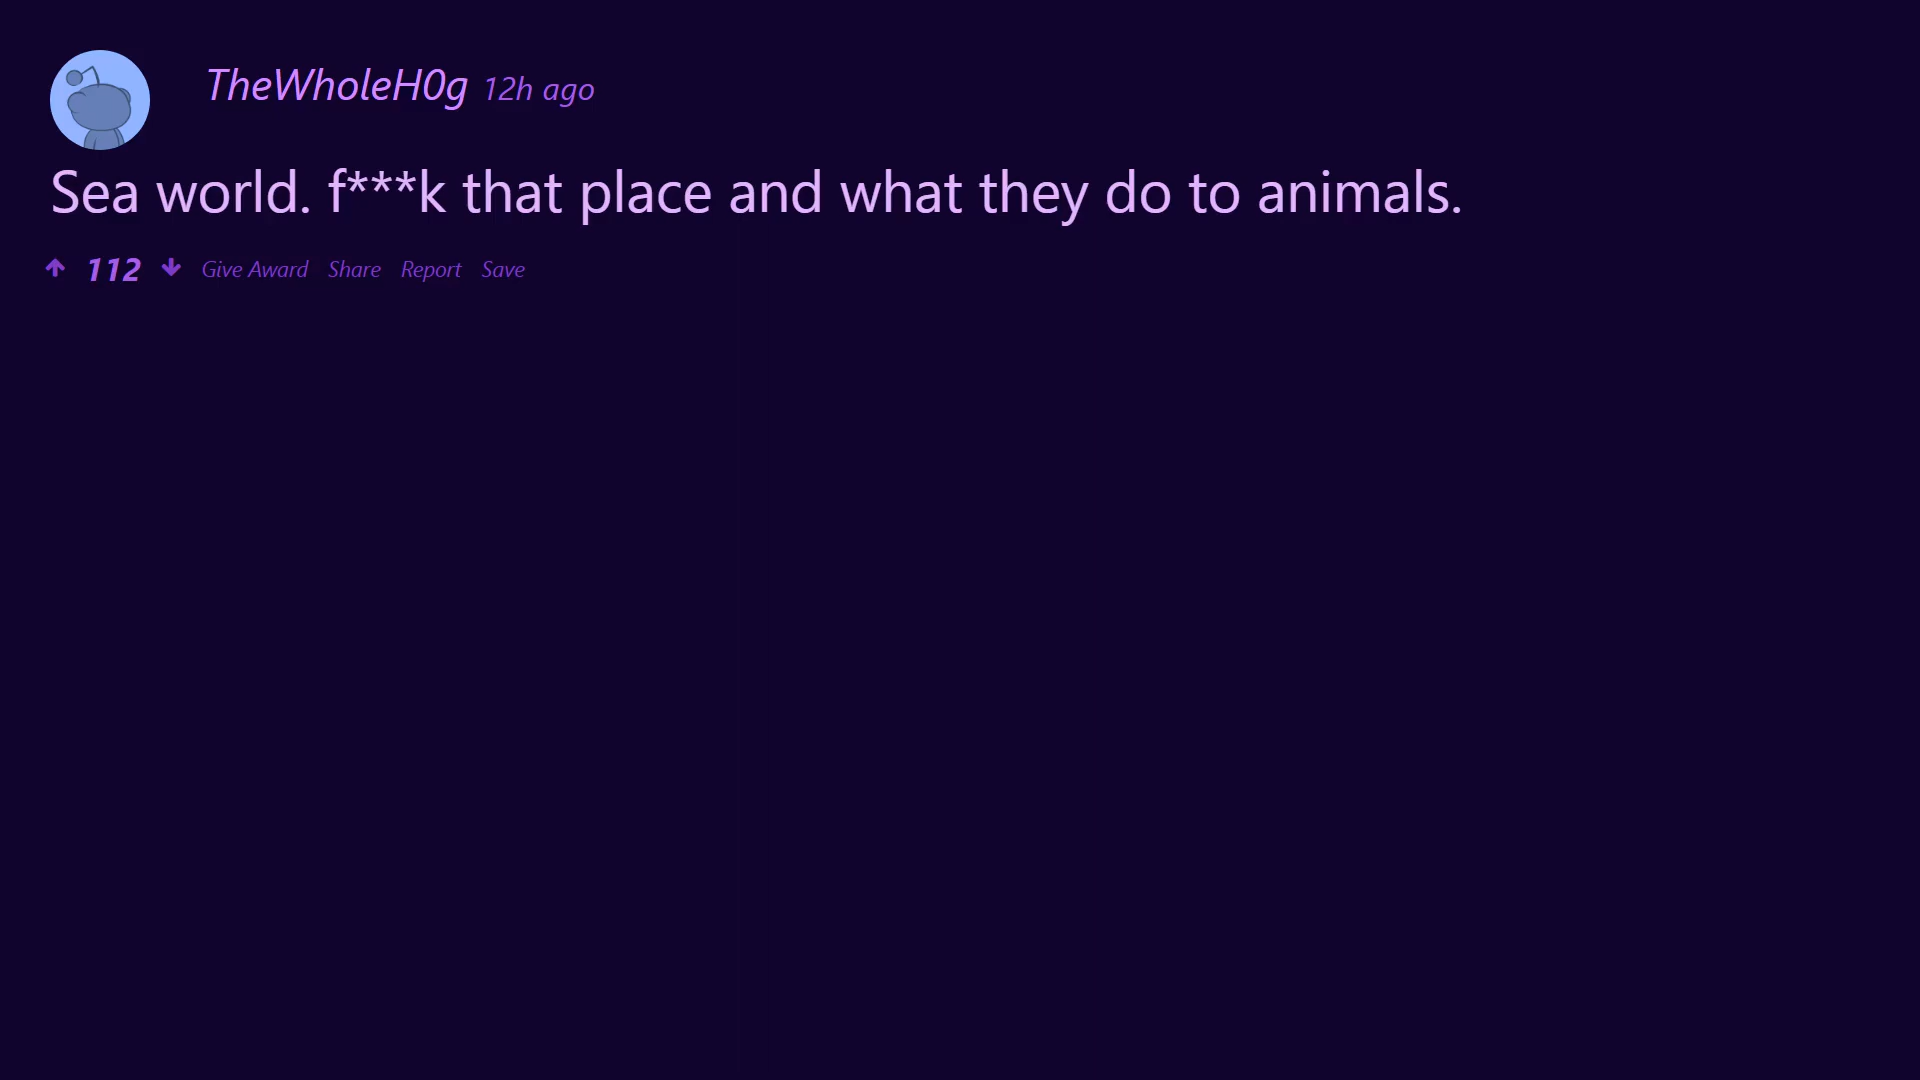 TheWholeH0g 12h ago
Sea world. f***k that place and what they do to animals.
112 Give Award Share Report Save